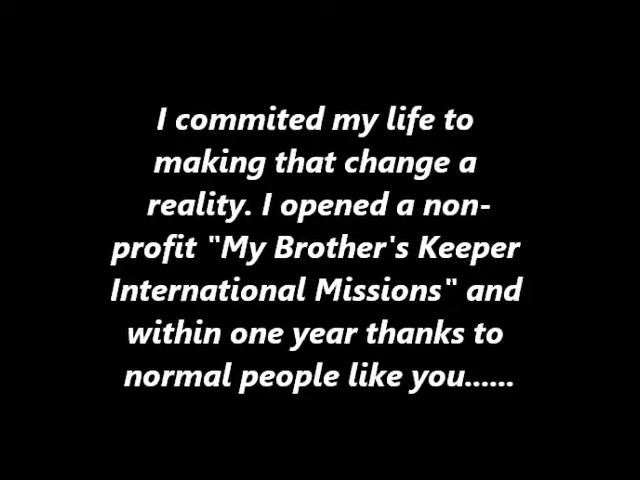 I commited my life to
making that change a
reality. I opened a non-
profit "My Brother's Keeper
International Missions" and
within one year thanks to
normal people like you......